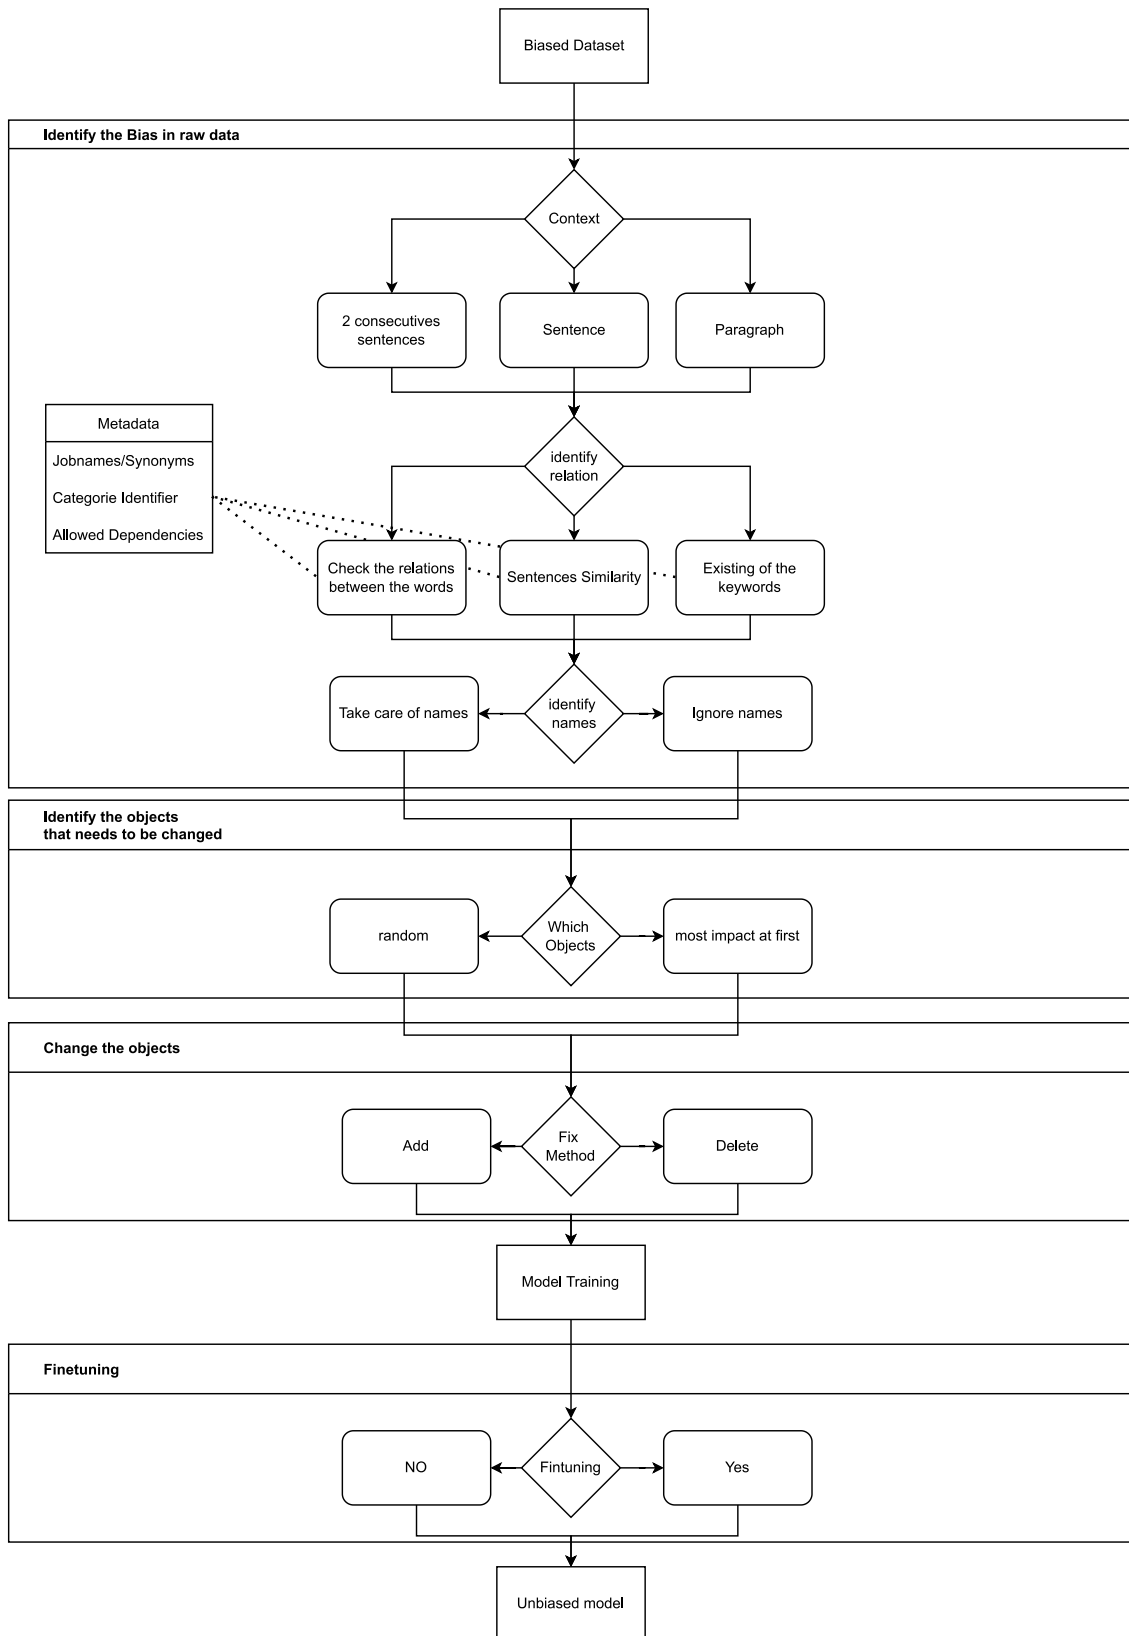 Biased Dataset
Identify the Bias in raw data
Context
2 consecutives
sentences
Sentence
Paragraph
Metadata
Jobnames/Synonyms
Categorie Identifier
Allowed Dependencies
identify
relation
Check the relations
between the words
Sentences Similarity
Existing of the
keywords
Take care of names
identify
names
Ignore names
Identify the objects
that needs to be changed
random
Which
Objects
most impact at first
Change the objects
Add
Fix
Method
Delete
Model Training
Finetuning
NO
Fintuning
Yes
Unbiased model